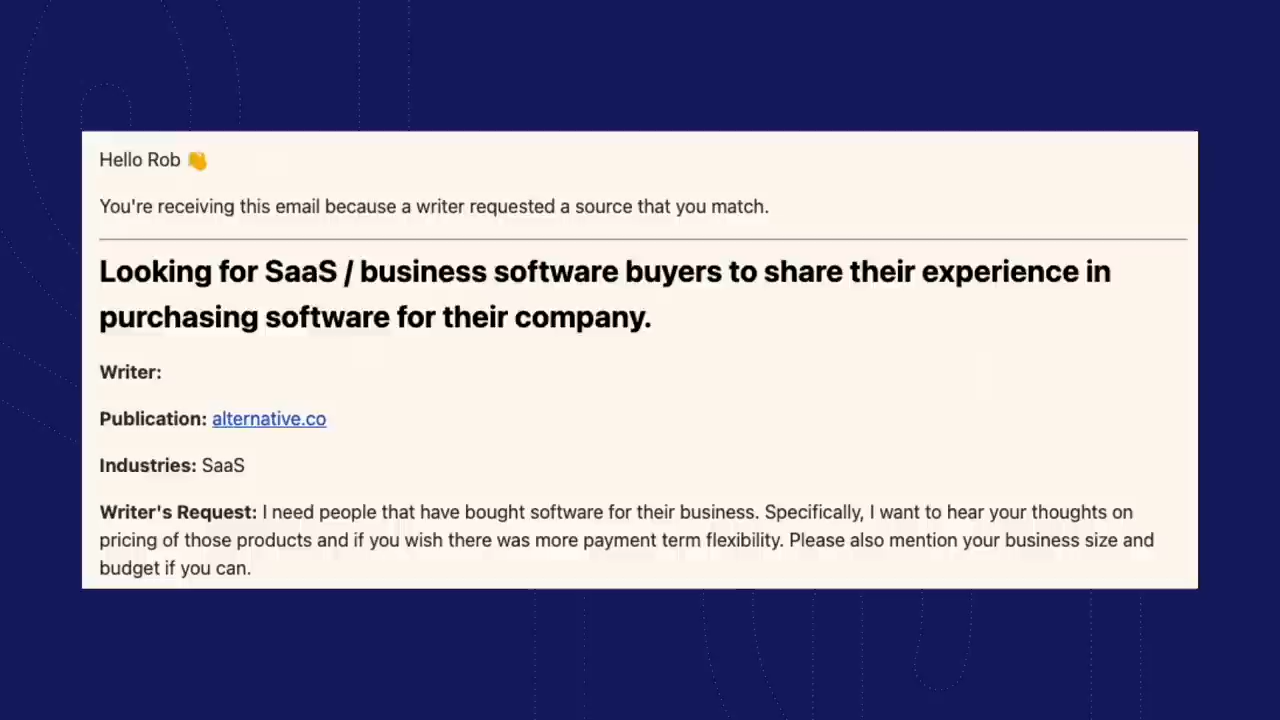 Hello Rob 👋
You're receiving this email because a writer requested a source that you match.
Looking for SaaS / business software buyers to share their experience in
purchasing software for their company.
Writer:
Publication: alternative.co
Industries: SaaS
Writer's Request: I need people that have bought software for their business. Specifically, I want to hear your thoughts on
pricing of those products and if you wish there was more payment term flexibility. Please also mention your business size and
budget if you can.